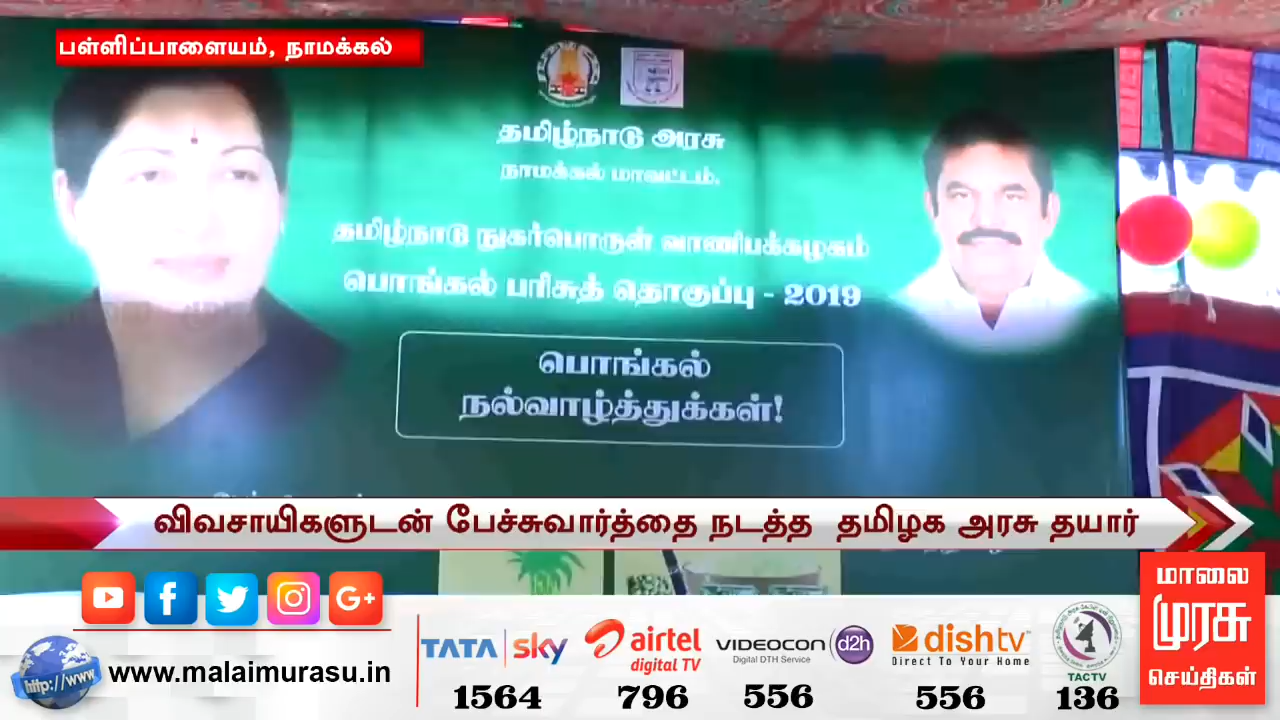 பள்ளிப்பாளையம், நாமக்கல்
தமிழ்நாடு அரசு
நாமக்கல் மாவட்டம்.
தமிழ்நாடு நுகர்பொருள் வாணிபக்கழகம்
பொங்கல் பரிசுத் தொகுப்பு - 2019
பொங்கல்
நல்வாழ்த்துக்கள்!
விவசாயிகளுடன் பேச்சுவார்த்தை நடத்த தமிழக அரசு தயார்
மாலை
முரசு
செய்திகள்
http://www
www.malaimurasu.in
TATA sky
1564
airtel
digital TV
796
VIDEOCON d2h
Digital DTH Service
556
dishtv
Direct To Your Home
556
TACTV
136